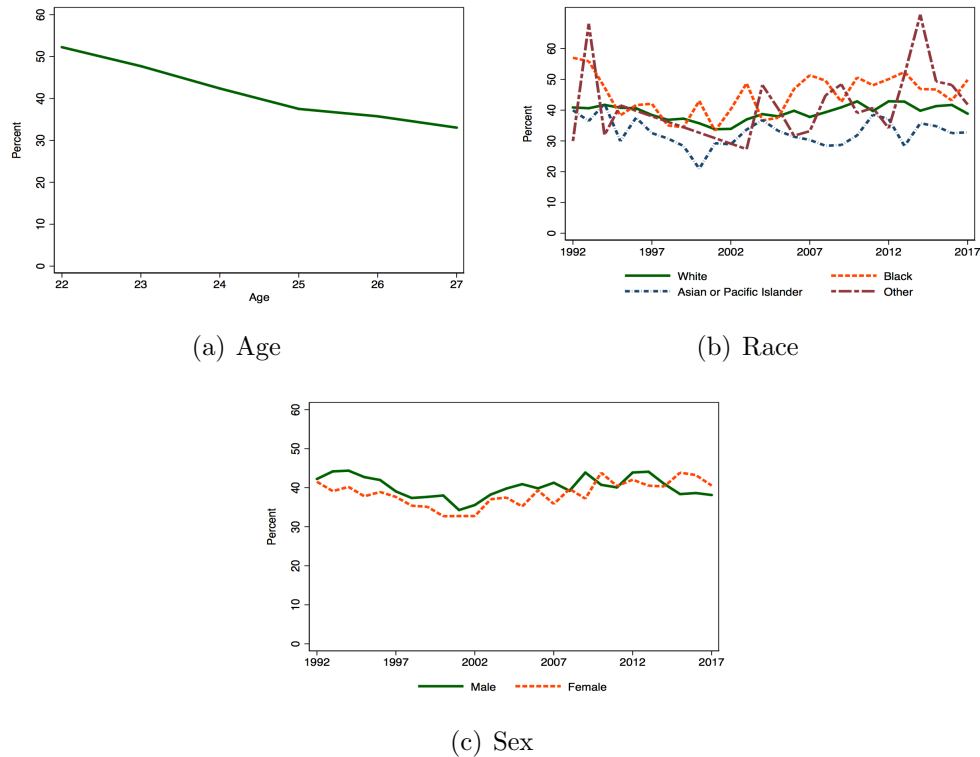 60
50
40
30
20
10
0
Percent
22 23 24 25 26 27
Age
(a) Age
60
50
40
30
20
10
0
Percent
1992 1997 2002 2007 2012 2017
White Black
Asian or Pacific Islander Other
(b) Race
60
50
40
30
20
10
0
Percent
1992 1997 2002 2007 2012 2017
Male Female
(c) Sex